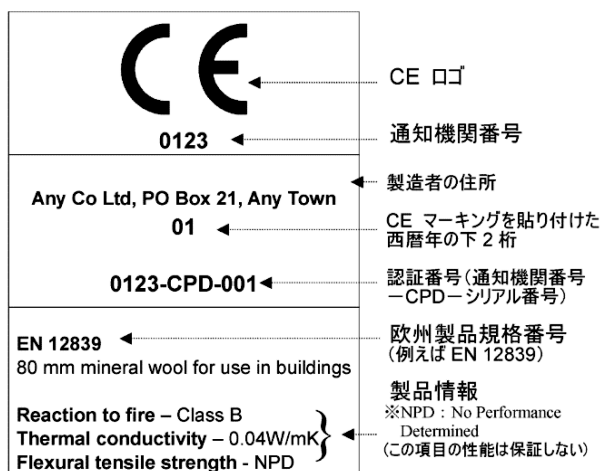 CE
CE ロゴ
0123
通知機関番号
Any Co Ltd, PO Box 21, Any Town
製造者の住所
01
CE マーキングを貼り付けた
西暦年の下2桁
0123-CPD-001
認証番号(通知機関番号
－CPD－シリアル番号)
EN 12839
欧州製品規格番号
(例えば EN 12839)
80 mm mineral wool for use in buildings
製品情報
Reaction to fire – Class B
Thermal conductivity – 0.04W/mK
Flexural tensile strength - NPD
※NPD：No Performance
Determined
(この項目の性能は保証しない)